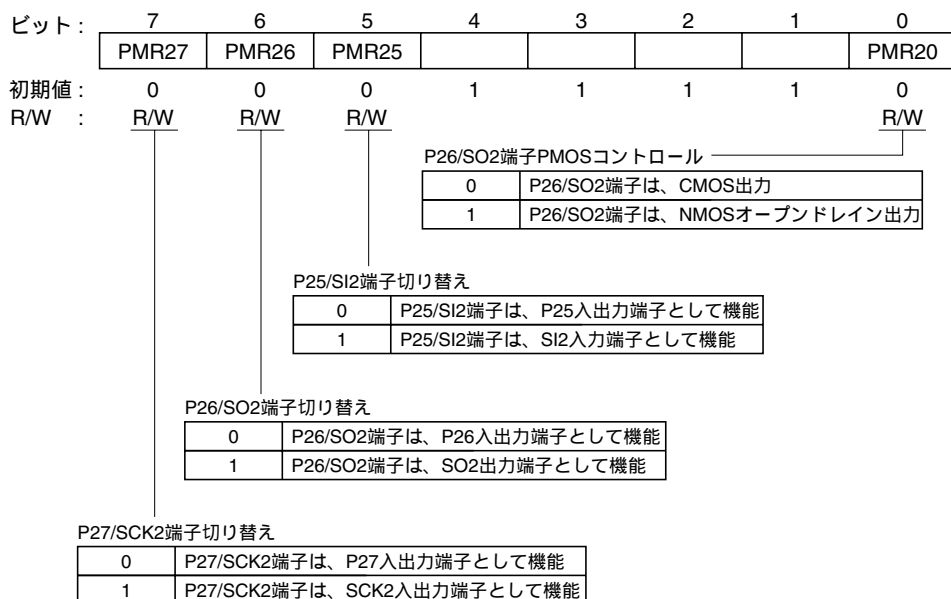 ビット : 7 6 5 4 3 2 1 0
PMR27 PMR26 PMR25 PMR20
初期値 : 0 0 0 1 1 1 1 0
R/W : R/W R/W R/W R/W
P26/SO2端子PMOSコントロール
0 P26/SO2端子は、CMOS出力
1 P26/SO2端子は、NMOSオープンドレイン出力
P25/SI2端子切り替え
0 P25/SI2端子は、P25入出力端子として機能
1 P25/SI2端子は、SI2入力端子として機能
P26/SO2端子切り替え
0 P26/SO2端子は、P26入出力端子として機能
1 P26/SO2端子は、SO2出力端子として機能
P27/SCK2端子切り替え
0 P27/SCK2端子は、P27入出力端子として機能
1 P27/SCK2端子は、SCK2入出力端子として機能